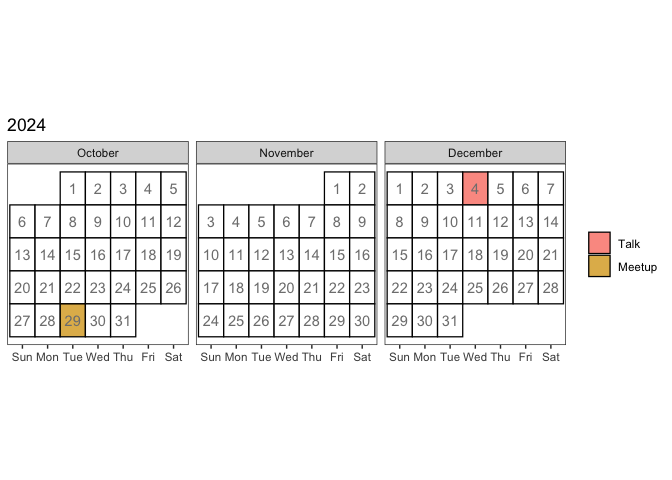 2024
October November December
1 2 3 4 5 1 2 1 2 3 4 5 6 7
6 7 8 9 10 11 12 3 4 5 6 7 8 9 8 9 10 11 12 13 14
13 14 15 16 17 18 19 10 11 12 13 14 15 16 15 16 17 18 19 20 21
Talk
20 21 22 23 24 25 26 17 18 19 20 21 22 23 22 23 24 25 26 27 28
Meetup
27 28 29 30 31 24 25 26 27 28 29 30 29 30 31
Sun Mon Tue Wed Thu Fri Sat Sun Mon Tue Wed Thu Fri Sat Sun Mon Tue Wed Thu Fri Sat